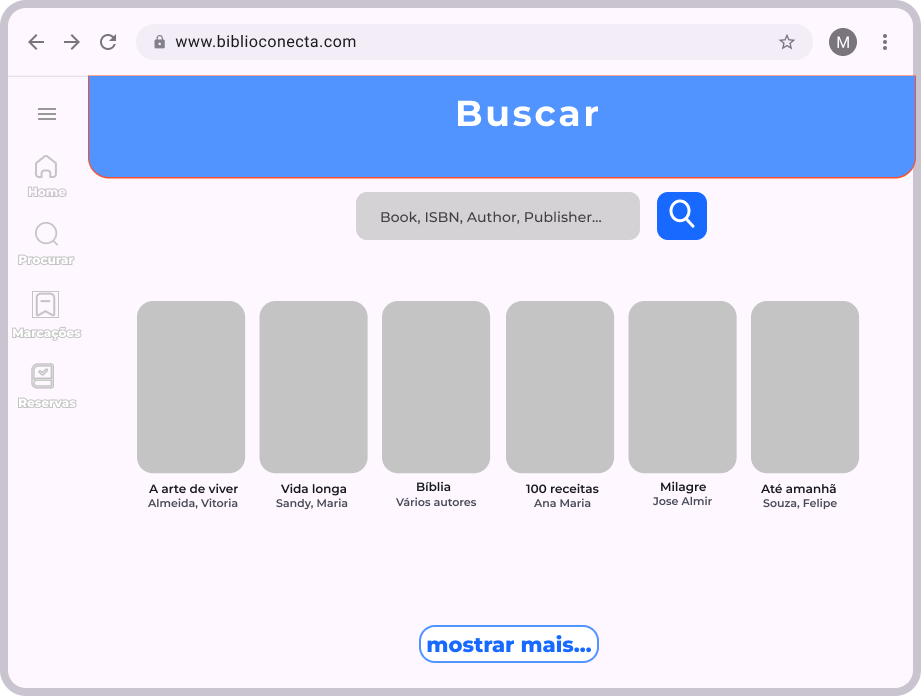 www.biblioconecta.com
M
Buscar
Home
Procurar
Marcações
Reservas
Book, ISBN, Author, Publisher...
A arte de viver
Almeida, Vitoria
Vida longa
Sandy, Maria
Bíblia
Vários autores
100 receitas
Ana Maria
Milagre
Jose Almir
Até amanhã
Souza, Felipe
mostrar mais...